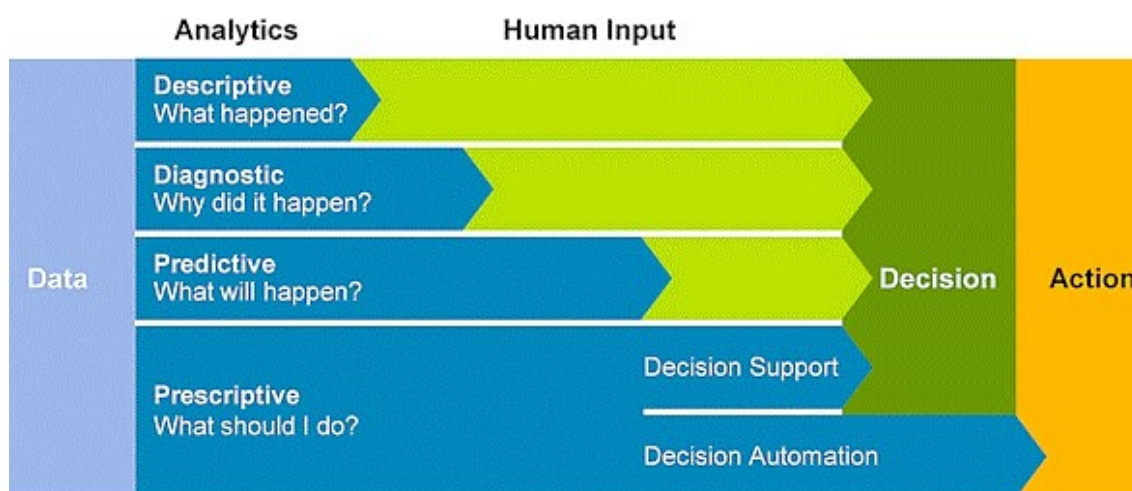 Analytics
Human Input
Descriptive
What happened?
Diagnostic
Why did it happen?
Data
Predictive
What will happen?
Decision
Action
Prescriptive
What should I do?
Decision Support
Decision Automation